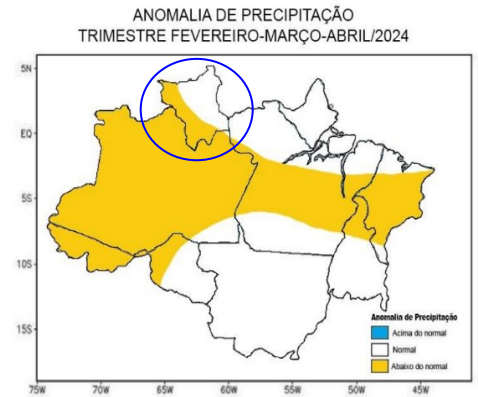 ANOMALIA DE PRECIPITAÇÃO
TRIMESTRE FEVEREIRO-MARÇO-ABRIL/2024
5N
EQ
5S
10S
15S
75W 70W 65W 60W 55W 50W 45W
Anomalia de Precipitação
Acima do normal
Normal
Abaixo do normal